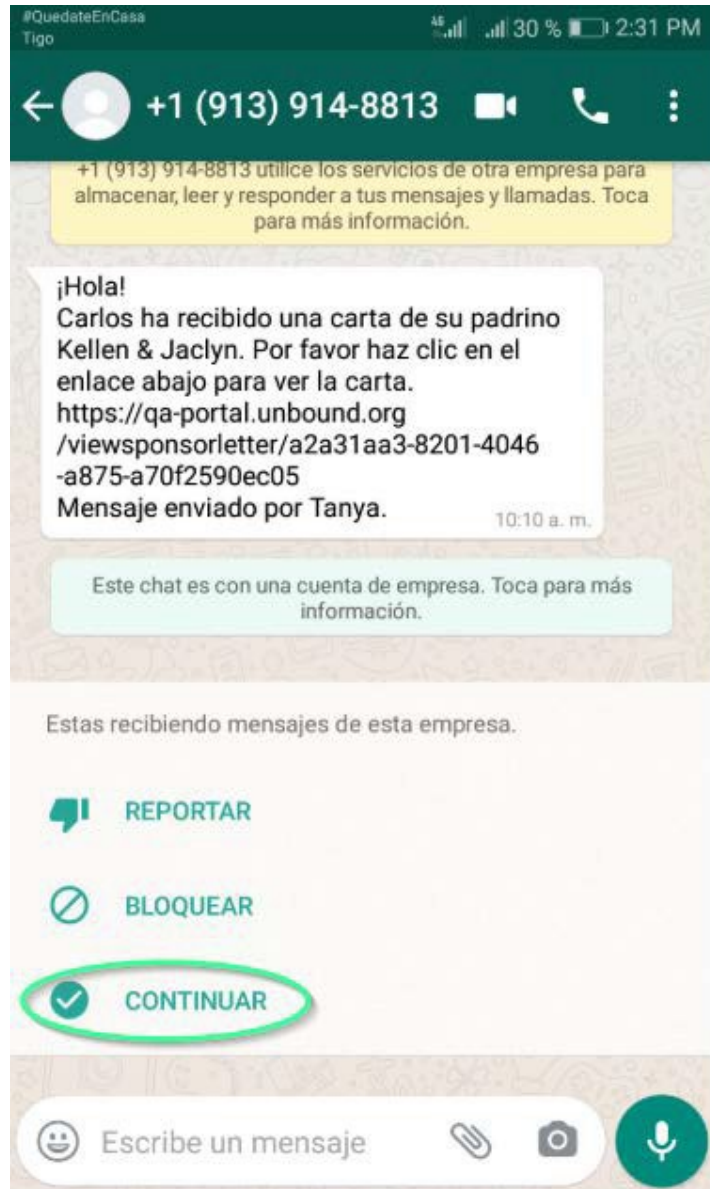 #QuedateEnCasa
Tigo
30 % 2:31 PM
+1 (913) 914-8813
+1 (913) 914-8813 utilice los servicios de otra empresa para
almacenar, leer y responder a tus mensajes y llamadas. Toca
para más información.
¡Hola!
Carlos ha recibido una carta de su padrino
Kellen & Jaclyn. Por favor haz clic en el
enlace abajo para ver la carta.
https://qa-portal.unbound.org
/viewsponsorletter/a2a31aa3-8201-4046
-a875-a70f2590ec05
Mensaje enviado por Tanya.
10:10 a. m.
Este chat es con una cuenta de empresa. Toca para más
información.
Estas recibiendo mensajes de esta empresa.
REPORTAR
BLOQUEAR
CONTINUAR
Escribe un mensaje